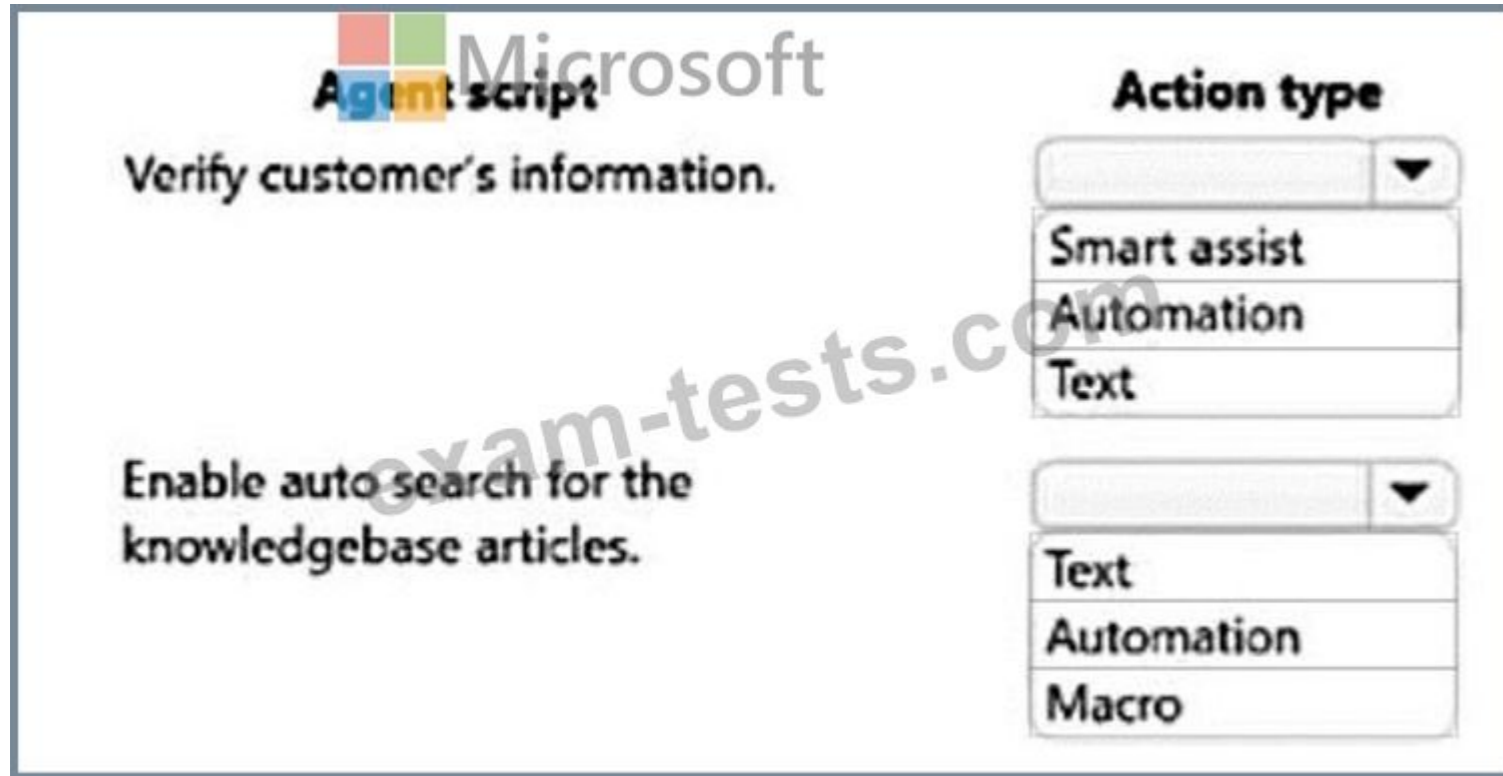 Microsoft
Agent script
Action type
Verify customer's information.
Smart assist
Automation
Text
exam-tests.com
Enable auto search for the
knowledgebase articles.
Text
Automation
Macro